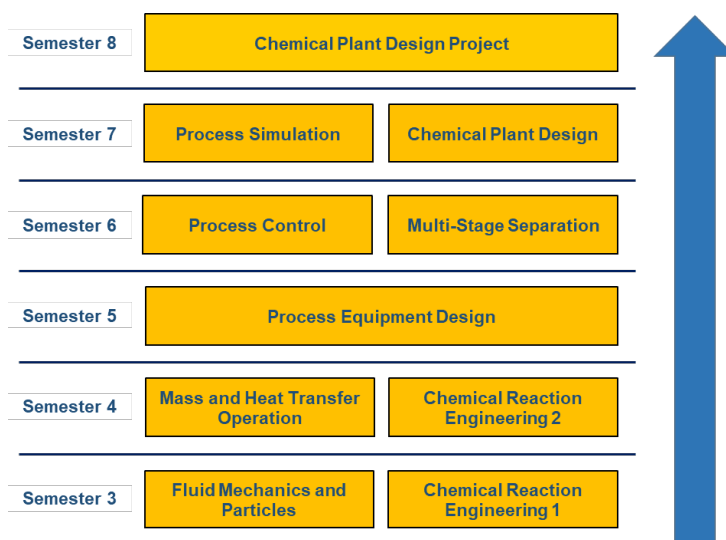 Semester 8
Chemical Plant Design Project
Semester 7
Process Simulation
Chemical Plant Design
Semester 6
Process Control
Multi-Stage Separation
Semester 5
Process Equipment Design
Semester 4
Mass and Heat Transfer
Operation
Chemical Reaction
Engineering 2
Semester 3
Fluid Mechanics and
Particles
Chemical Reaction
Engineering 1